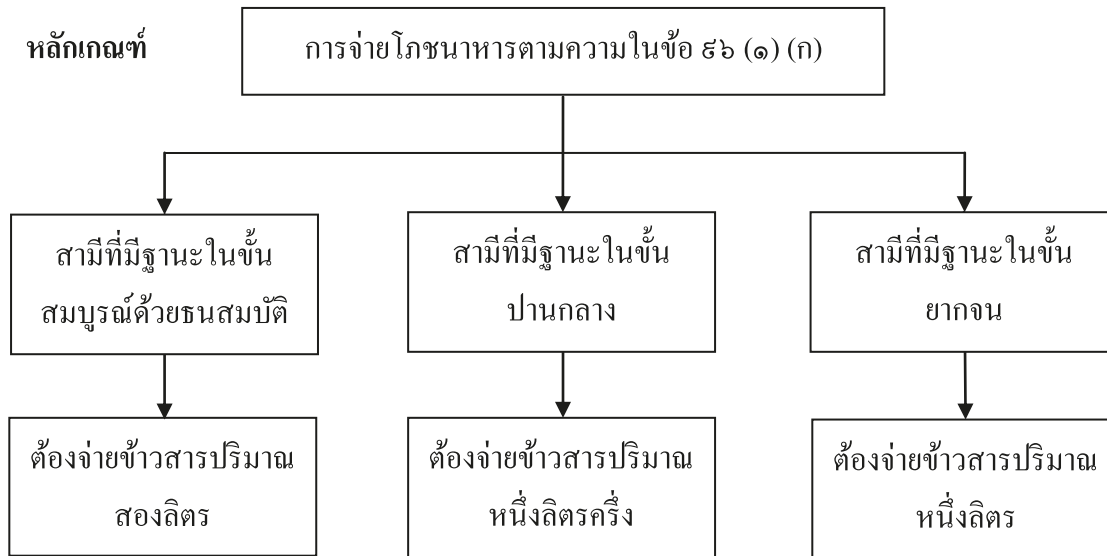 หลักเกณฑ์
การจ่ายโภชนาหารตามความในข้อ ๙๖ (๑) (ก)
สามีที่มีฐานะในขั้น
สมบูรณ์ด้วยธนสมบัติ
สามีที่มีฐานะในขั้น
ปานกลาง
สามีที่มีฐานะในขั้น
ยากจน
ต้องจ่ายข้าวสารปริมาณ
สองลิตร
ต้องจ่ายข้าวสารปริมาณ
หนึ่งลิตรครึ่ง
ต้องจ่ายข้าวสารปริมาณ
หนึ่งลิตร